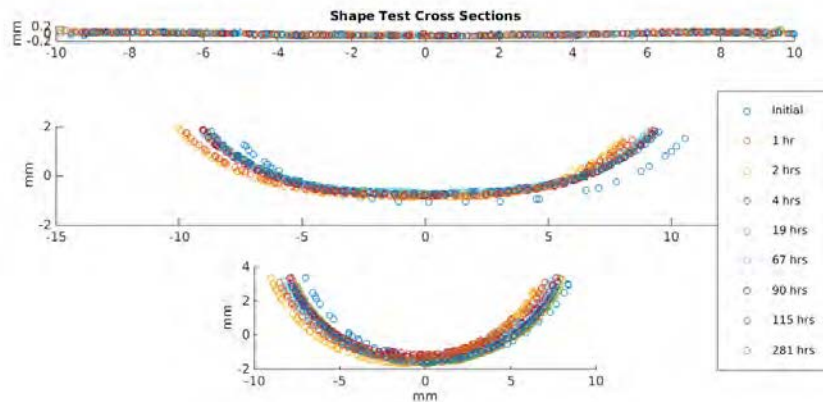 Shape Test Cross Sections
mm
0.2
0
-0.2
-10 -8 -6 -4 -2 0 2 4 6 8 10
mm
2
0
-2
-15 -10 -5 0 5 10
mm
4
2
0
-2
-10 -5 0 5 10
mm
Initial
1 hr
2 hrs
4 hrs
19 hrs
67 hrs
90 hrs
115 hrs
281 hrs